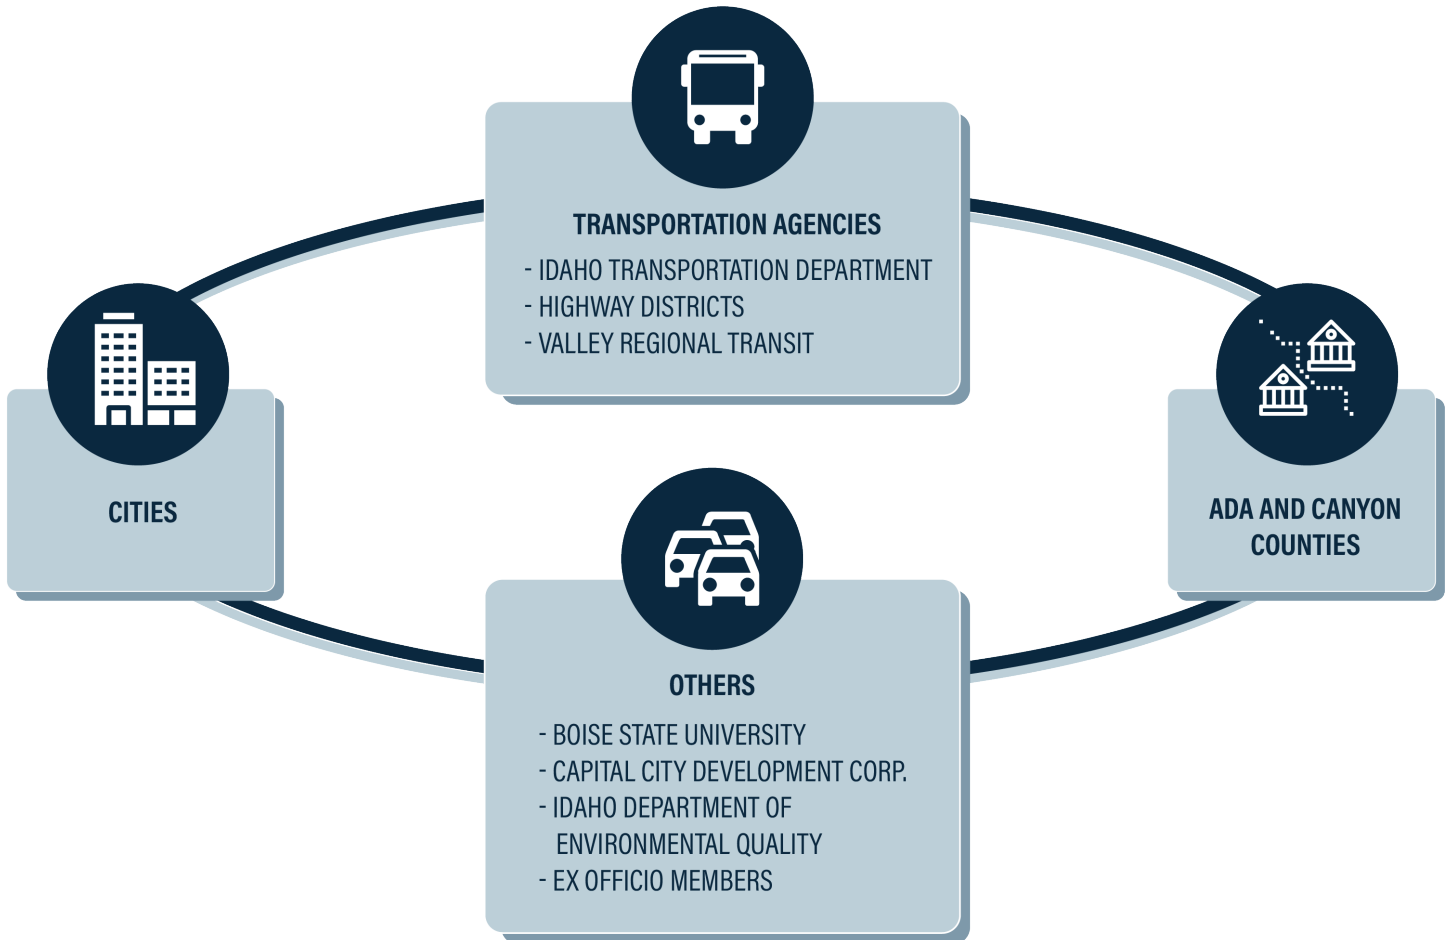 TRANSPORTATION AGENCIES
- IDAHO TRANSPORTATION DEPARTMENT
- HIGHWAY DISTRICTS
- VALLEY REGIONAL TRANSIT
CITIES
ADA AND CANYON
COUNTIES
OTHERS
- BOISE STATE UNIVERSITY
- CAPITAL CITY DEVELOPMENT CORP.
- IDAHO DEPARTMENT OF
ENVIRONMENTAL QUALITY
- EX OFFICIO MEMBERS